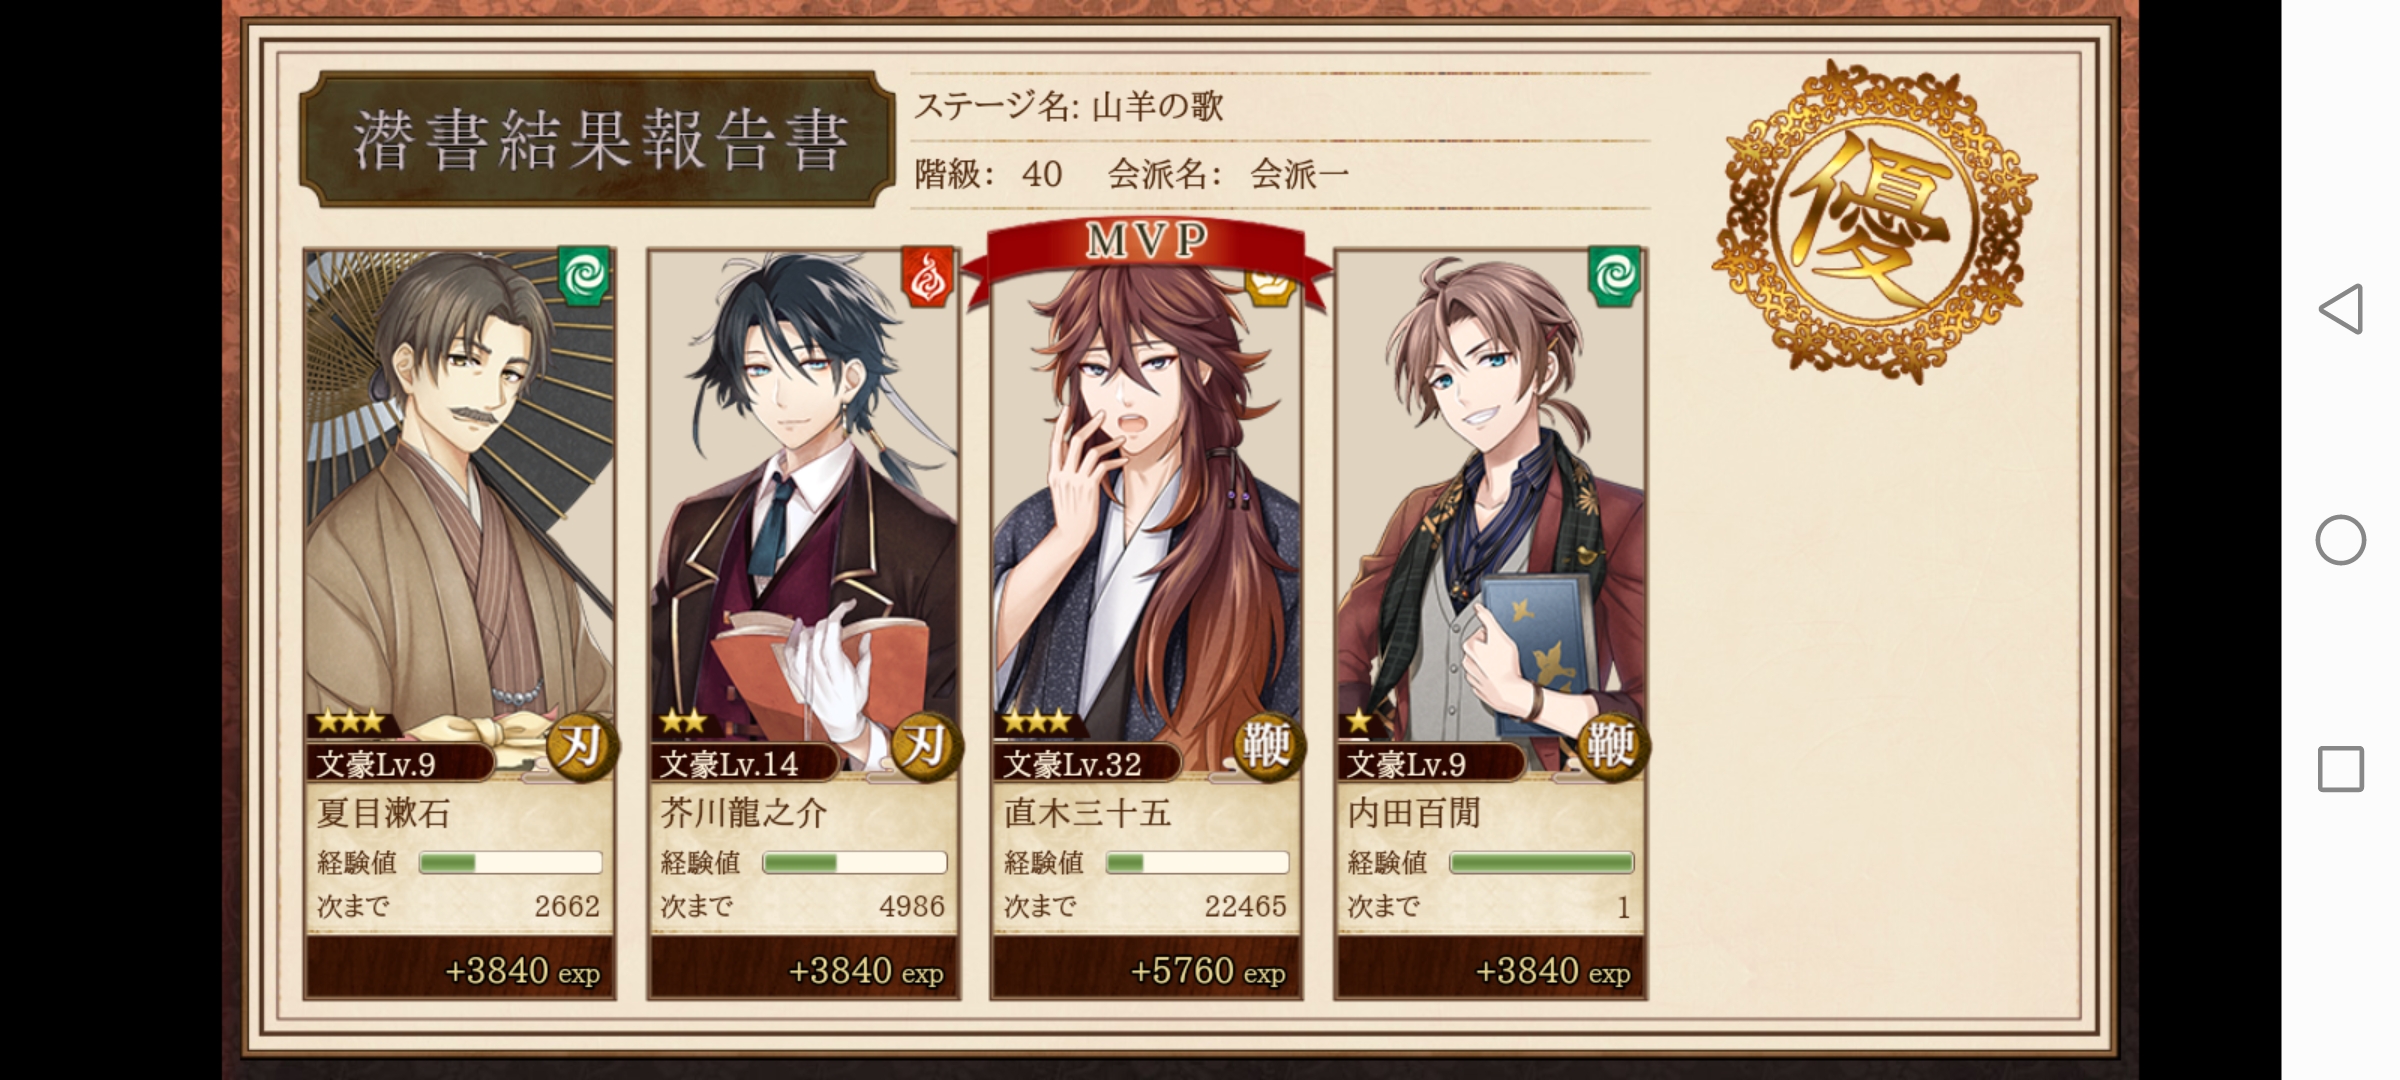 潜書結果報告書
ステージ名: 山羊の歌
階級: 40 会派名: 会派一
優
MVP
刃
文豪Lv.9
夏目漱石
経験値
次まで 2662
+3840 exp
刃
文豪Lv.14
芥川龍之介
経験値
次まで 4986
+3840 exp
鞭
文豪Lv.32
直木三十五
経験値
次まで 22465
+5760 exp
鞭
文豪Lv.9
内田百閒
経験値
次まで 1
+3840 exp